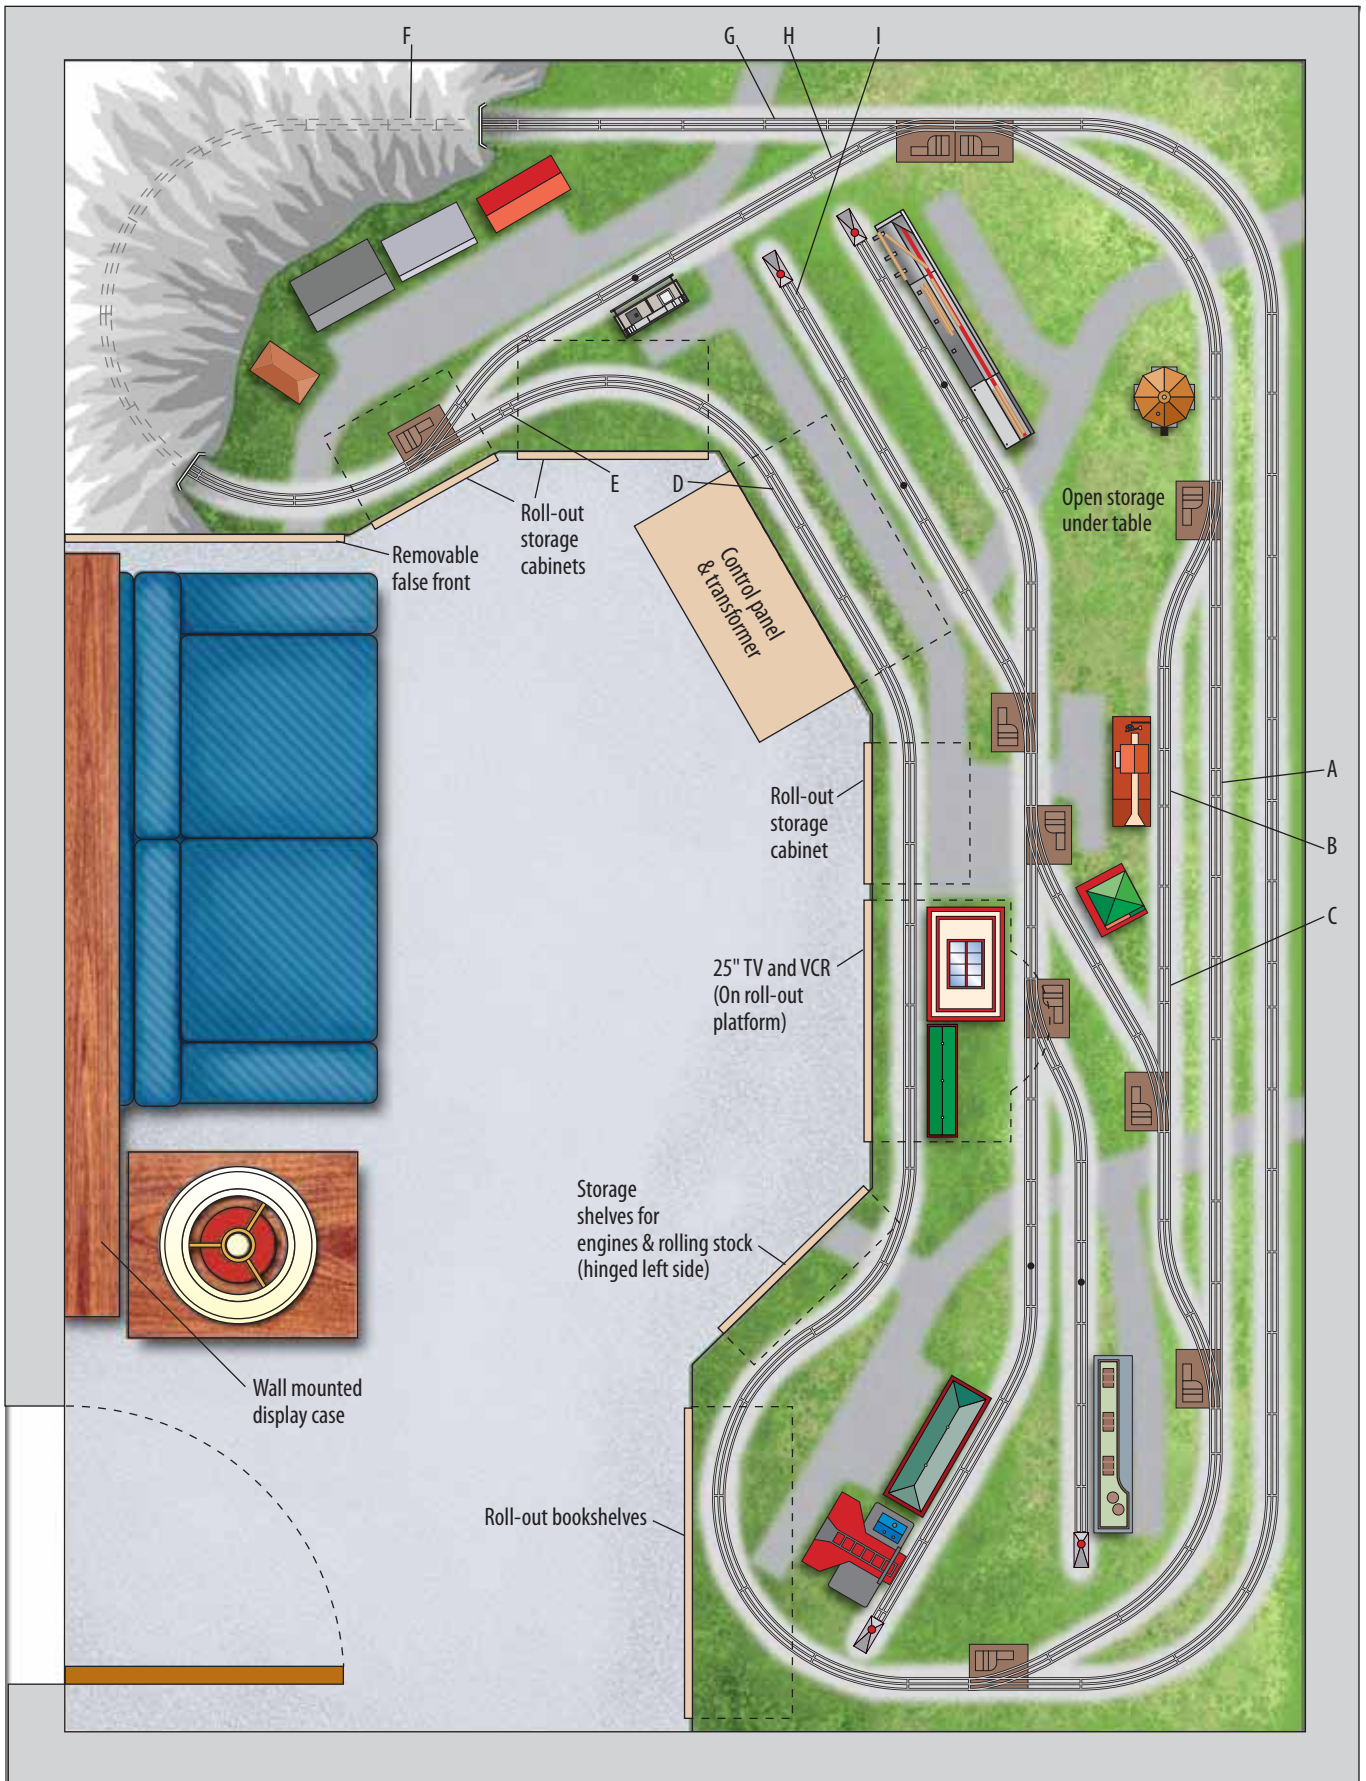 F
G
H
I
E
D
Roll-out
storage
cabinets
Removable
false front
Control panel
& transformer
Open storage
under table
A
B
C
Roll-out
storage
cabinet
25" TV and VCR
(On roll-out
platform)
Storage
shelves for
engines & rolling stock
(hinged left side)
Wall mounted
display case
Roll-out bookshelves